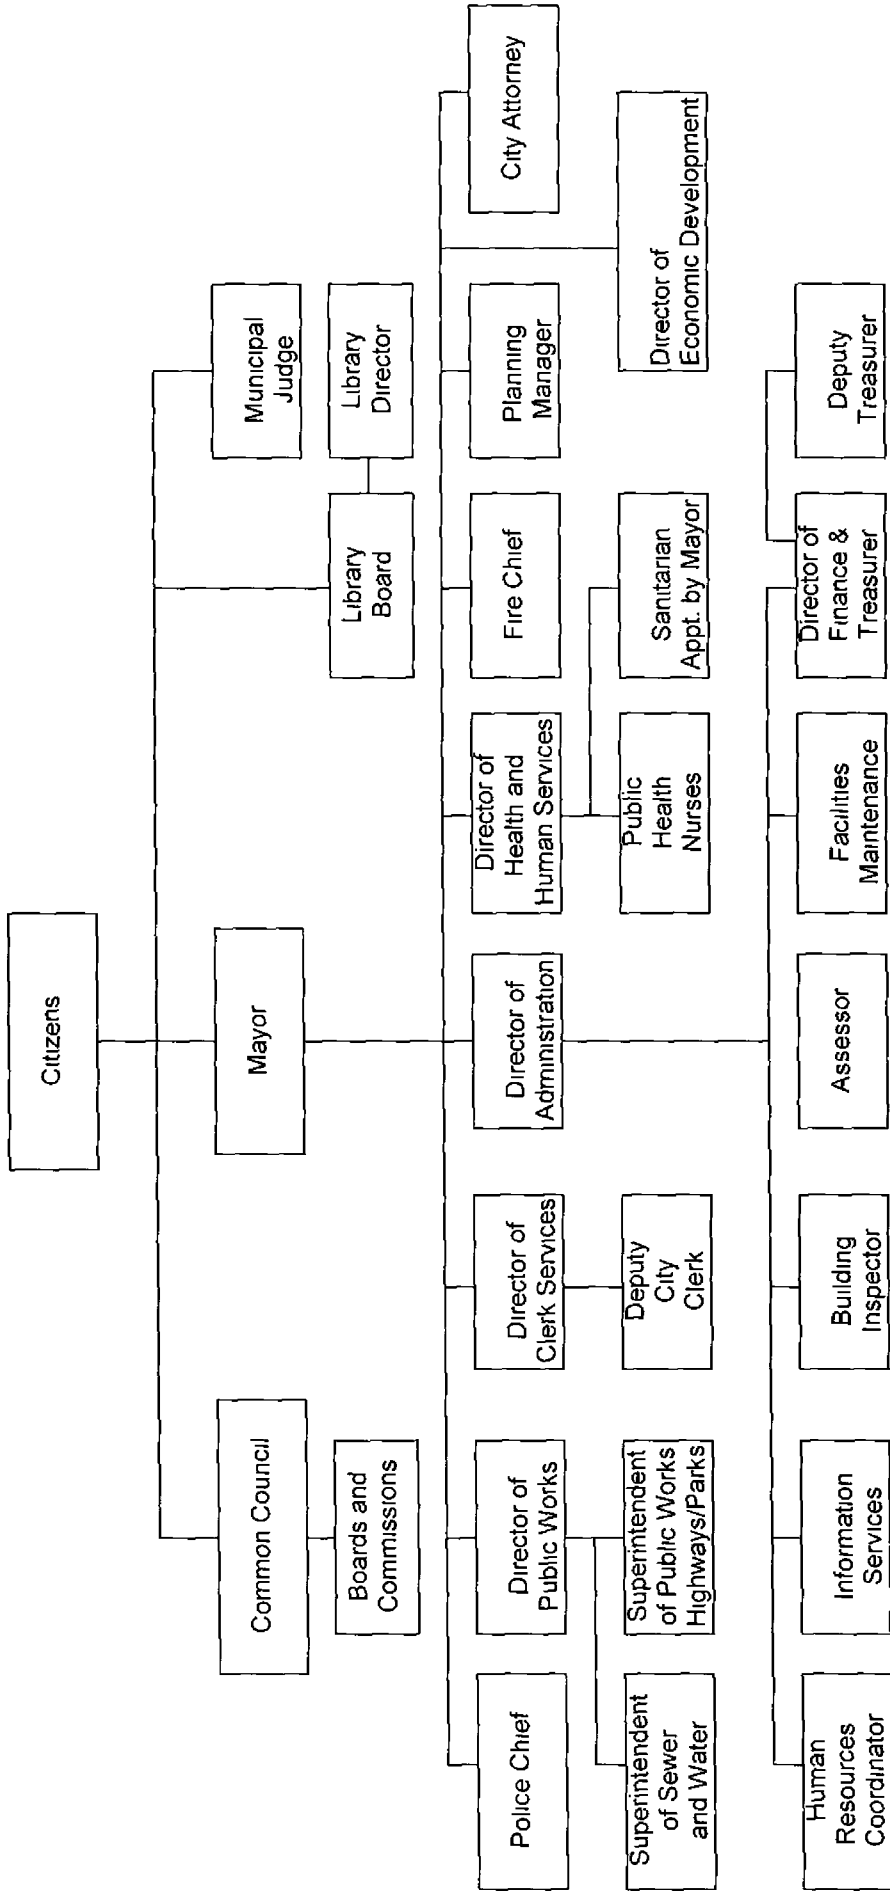 Citizens
Common Council
Mayor
Municipal
Judge
Boards and
Commissions
Library
Board
Library
Director
Police Chief
Director of
Public Works
Director of
Clerk Services
Director of
Administration
Director of
Health and
Human Services
Fire Chief
Planning
Manager
City Attorney
Superintendent
of Sewer
and Water
Superintendent
of Public Works
Highways/Parks
Deputy
City
Clerk
Public
Health
Nurses
Sanitarian
Appt. by Mayor
Director of
Economic Development
Human
Resources
Coordinator
Information
Services
Building
Inspector
Assessor
Facilities
Maintenance
Director of
Finance &
Treasurer
Deputy
Treasurer